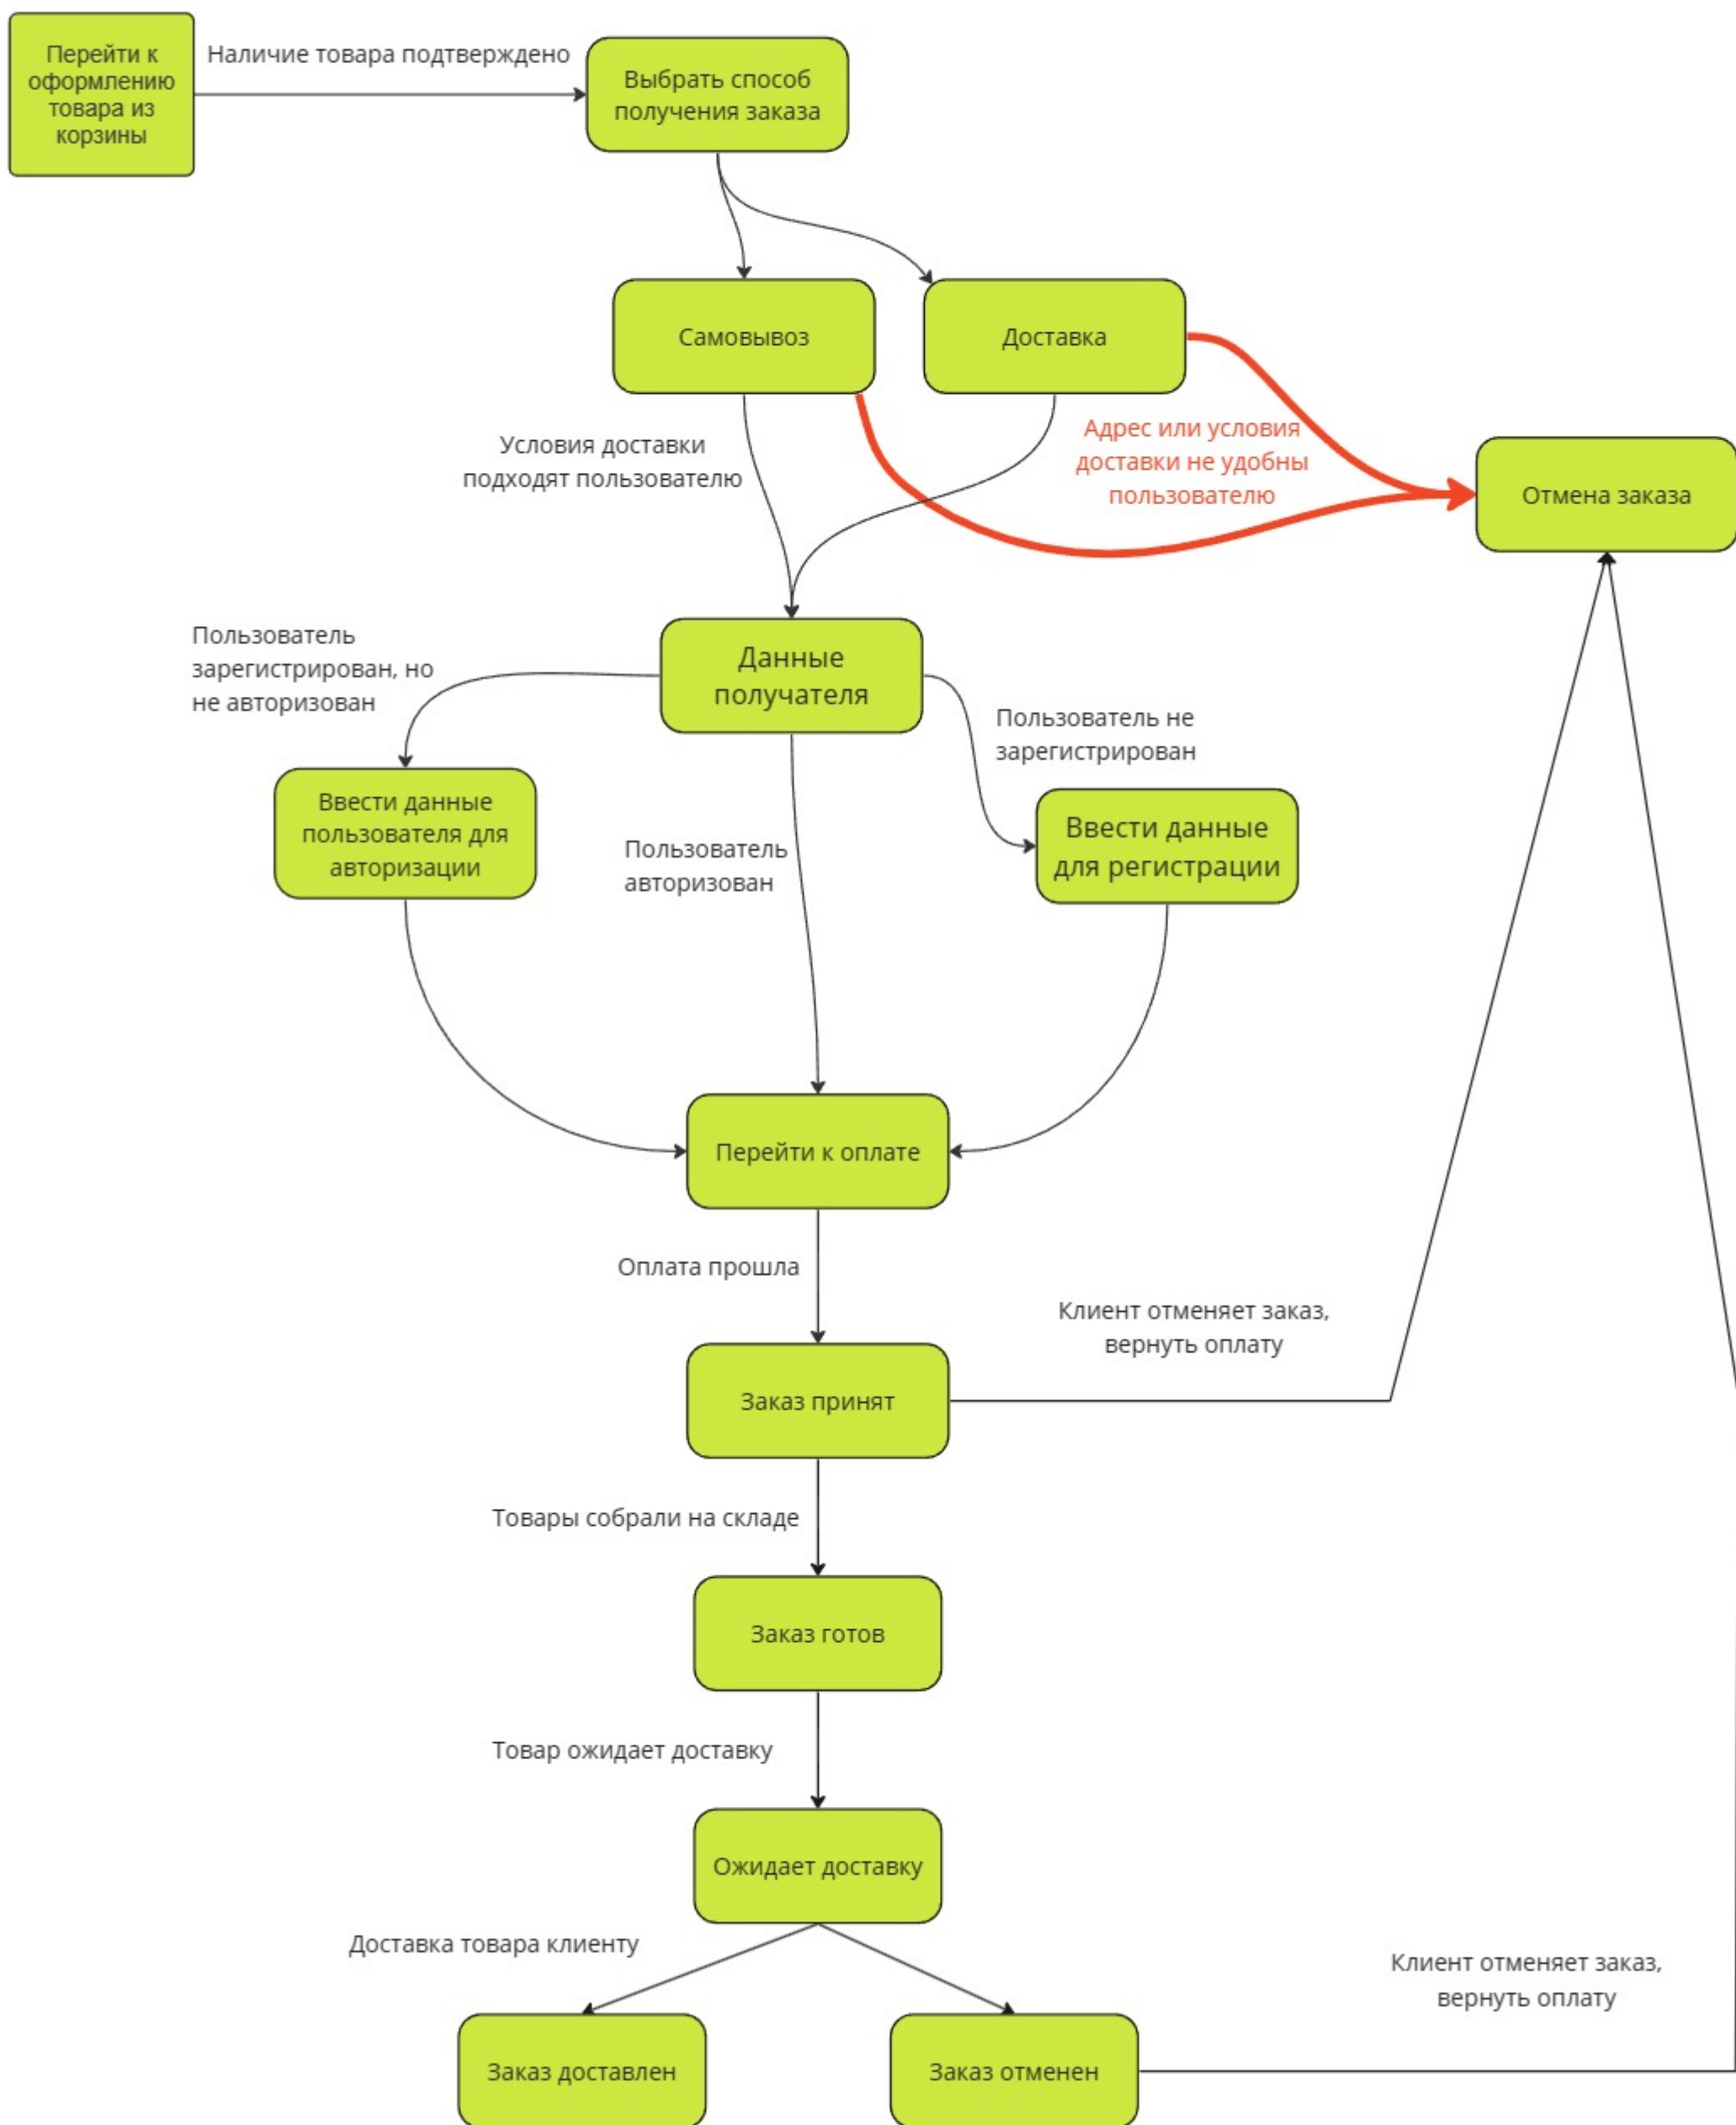 Перейти к
оформлению
товара из
корзины
Наличие товара подтверждено
Выбрать способ
получения заказа
Самовывоз
Доставка
Условия доставки
подходят пользователю
Адрес или условия
доставки не удобны
пользователю
Отмена заказа
Данные
получателя
Пользователь
зарегистрирован, но
не авторизован
Пользователь не
зарегистрирован
Ввести данные
пользователя для
авторизации
Пользователь
авторизован
Ввести данные
для регистрации
Перейти к оплате
Оплата прошла
Клиент отменяет заказ,
вернуть оплату
Заказ принят
Товары собрали на складе
Заказ готов
Товар ожидает доставку
Ожидает доставку
Доставка товара клиенту
Клиент отменяет заказ,
вернуть оплату
Заказ доставлен
Заказ отменен